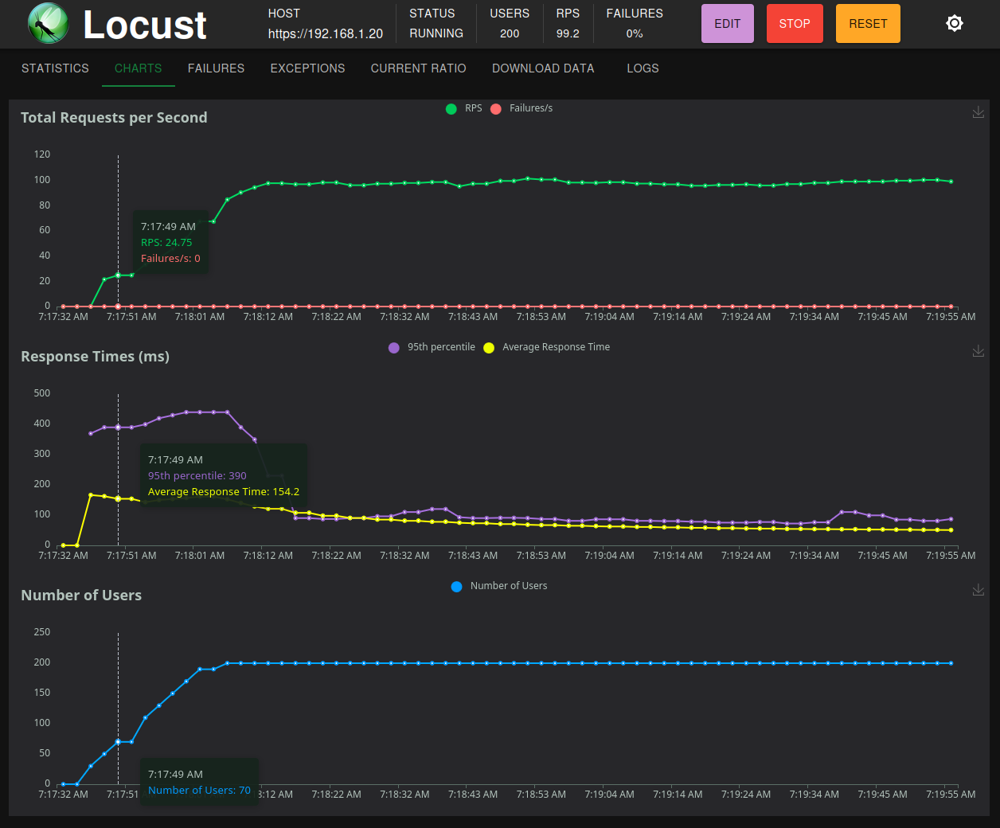 Locust
HOST
https://192.168.1.20
STATUS
RUNNING
USERS
200
RPS
99.2
FAILURES
0%
EDIT
STOP
RESET
STATISTICS CHARTS FAILURES EXCEPTIONS CURRENT RATIO DOWNLOAD DATA LOGS
Total Requests per Second
RPS Failures/s
120
100
80
60
40
20
0
7:17:49 AM
RPS: 24.75
Failures/s: 0
7:17:32 AM 7:17:51 AM 7:18:01 AM 7:18:12 AM 7:18:22 AM 7:18:32 AM 7:18:43 AM 7:18:53 AM 7:19:04 AM 7:19:14 AM 7:19:24 AM 7:19:34 AM 7:19:45 AM 7:19:55 AM
Response Times (ms)
95th percentile Average Response Time
500
400
300
200
100
0
7:17:49 AM
95th percentile: 390
Average Response Time: 154.2
7:17:32 AM 7:17:51 AM 7:18:01 AM 7:18:12 AM 7:18:22 AM 7:18:32 AM 7:18:43 AM 7:18:53 AM 7:19:04 AM 7:19:14 AM 7:19:24 AM 7:19:34 AM 7:19:45 AM 7:19:55 AM
Number of Users
Number of Users
250
200
150
100
50
0
7:17:49 AM
Number of Users: 70
7:17:32 AM 7:17:51 3:12 AM 7:18:22 AM 7:18:32 AM 7:18:43 AM 7:18:53 AM 7:19:04 AM 7:19:14 AM 7:19:24 AM 7:19:34 AM 7:19:45 AM 7:19:55 AM